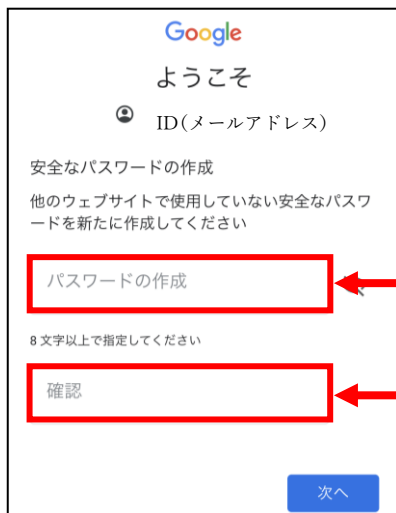 Google
ようこそ
ID(メールアドレス)
安全なパスワードの作成
他のウェブサイトで使用していない安全なパスワ
ードを新たに作成してください
パスワードの作成
8 文字以上で指定してください
確認
次へ